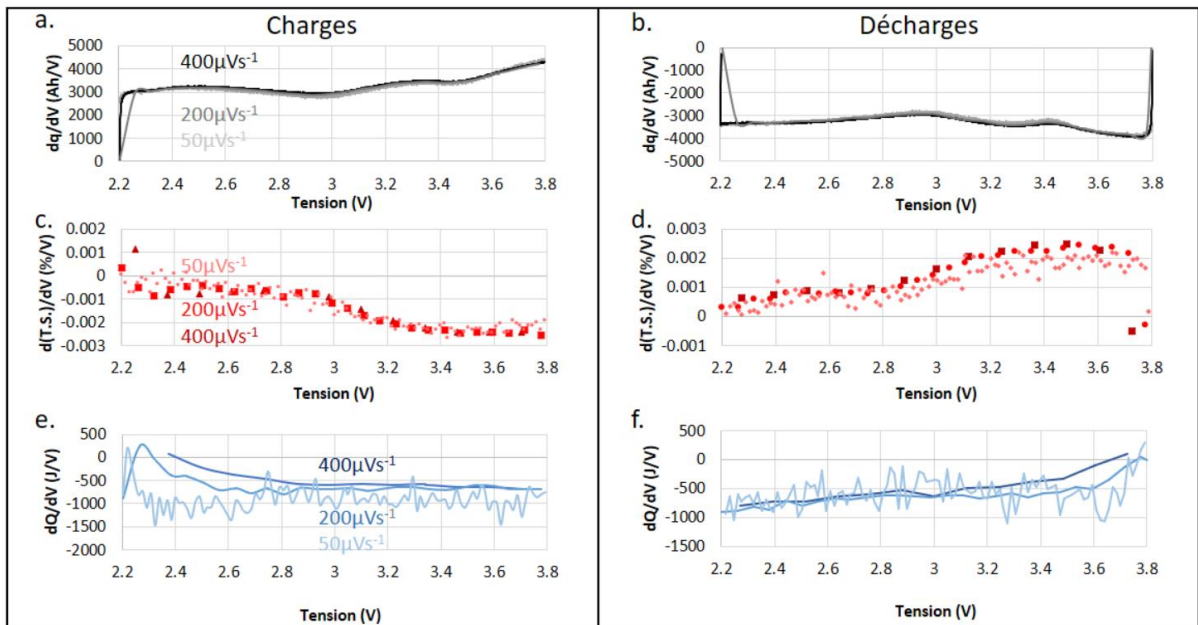 a.
Charges
dq/dV (Ah/V)
5000
4000
3000
2000
1000
0
400µVs⁻¹
200µVs⁻¹
50µVs⁻¹
2.2 2.4 2.6 2.8 3 3.2 3.4 3.6 3.8
Tension (V)
b.
Décharges
dq/dV (Ah/V)
0
-1000
-2000
-3000
-4000
-5000
2.2 2.4 2.6 2.8 3 3.2 3.4 3.6 3.8
Tension (V)
c.
d(T.S.)/dV (%/V)
0.002
0.001
0
-0.001
-0.002
-0.003
50µVs⁻¹
200µVs⁻¹
400µVs⁻¹
2.2 2.4 2.6 2.8 3 3.2 3.4 3.6 3.8
Tension (V)
d.
d(T.S.)/dV (%/V)
0.003
0.002
0.001
0
-0.001
2.2 2.4 2.6 2.8 3 3.2 3.4 3.6 3.8
Tension (V)
e.
dQ/dV (J/V)
500
0
-500
-1000
-1500
-2000
400µVs⁻¹
200µVs⁻¹
50µVs⁻¹
2.2 2.4 2.6 2.8 3 3.2 3.4 3.6 3.8
Tension (V)
f.
dQ/dV (J/V)
500
0
-500
-1000
-1500
2.2 2.4 2.6 2.8 3 3.2 3.4 3.6 3.8
Tension (V)